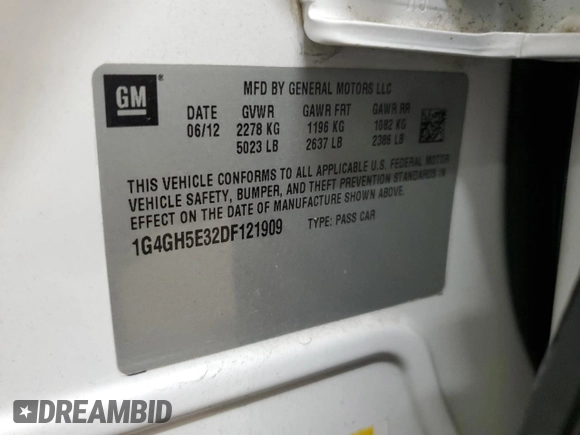 GM
MFD BY GENERAL MOTORS LLC
DATE GVWR GAWR FRT GAWR RR
06/12 2278 KG 1196 KG 1082 KG
5023 LB 2637 LB 2386 LB
THIS VEHICLE CONFORMS TO ALL APPLICABLE U.S. FEDERAL MOTOR
VEHICLE SAFETY, BUMPER, AND THEFT PREVENTION STANDARDS IN
EFFECT ON THE DATE OF MANUFACTURE SHOWN ABOVE.
1G4GH5E32DF121909 TYPE: PASS CAR
DREAMBID